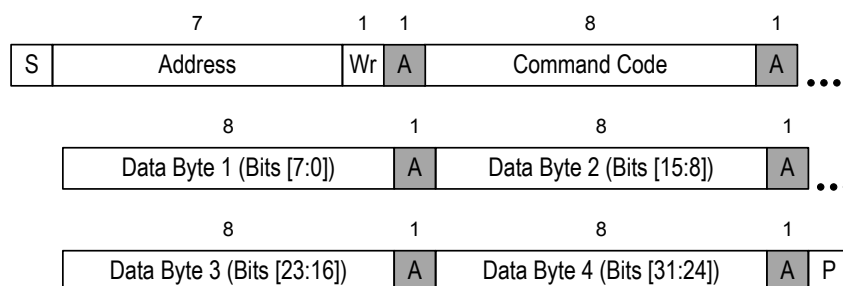 7 1 1 8 1
S Address Wr A Command Code A ...
8 1 8 1
Data Byte 1 (Bits [7:0]) A Data Byte 2 (Bits [15:8]) A ...
8 1 8 1
Data Byte 3 (Bits [23:16]) A Data Byte 4 (Bits [31:24]) A P